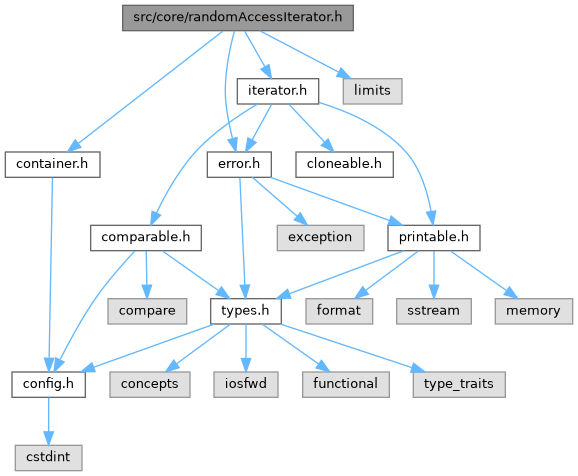 src/core/randomAccessIterator.h
iterator.h
limits
container.h
error.h
cloneable.h
comparable.h
exception
printable.h
compare
types.h
format
sstream
memory
config.h
concepts
iosfwd
functional
type_traits
cstdint